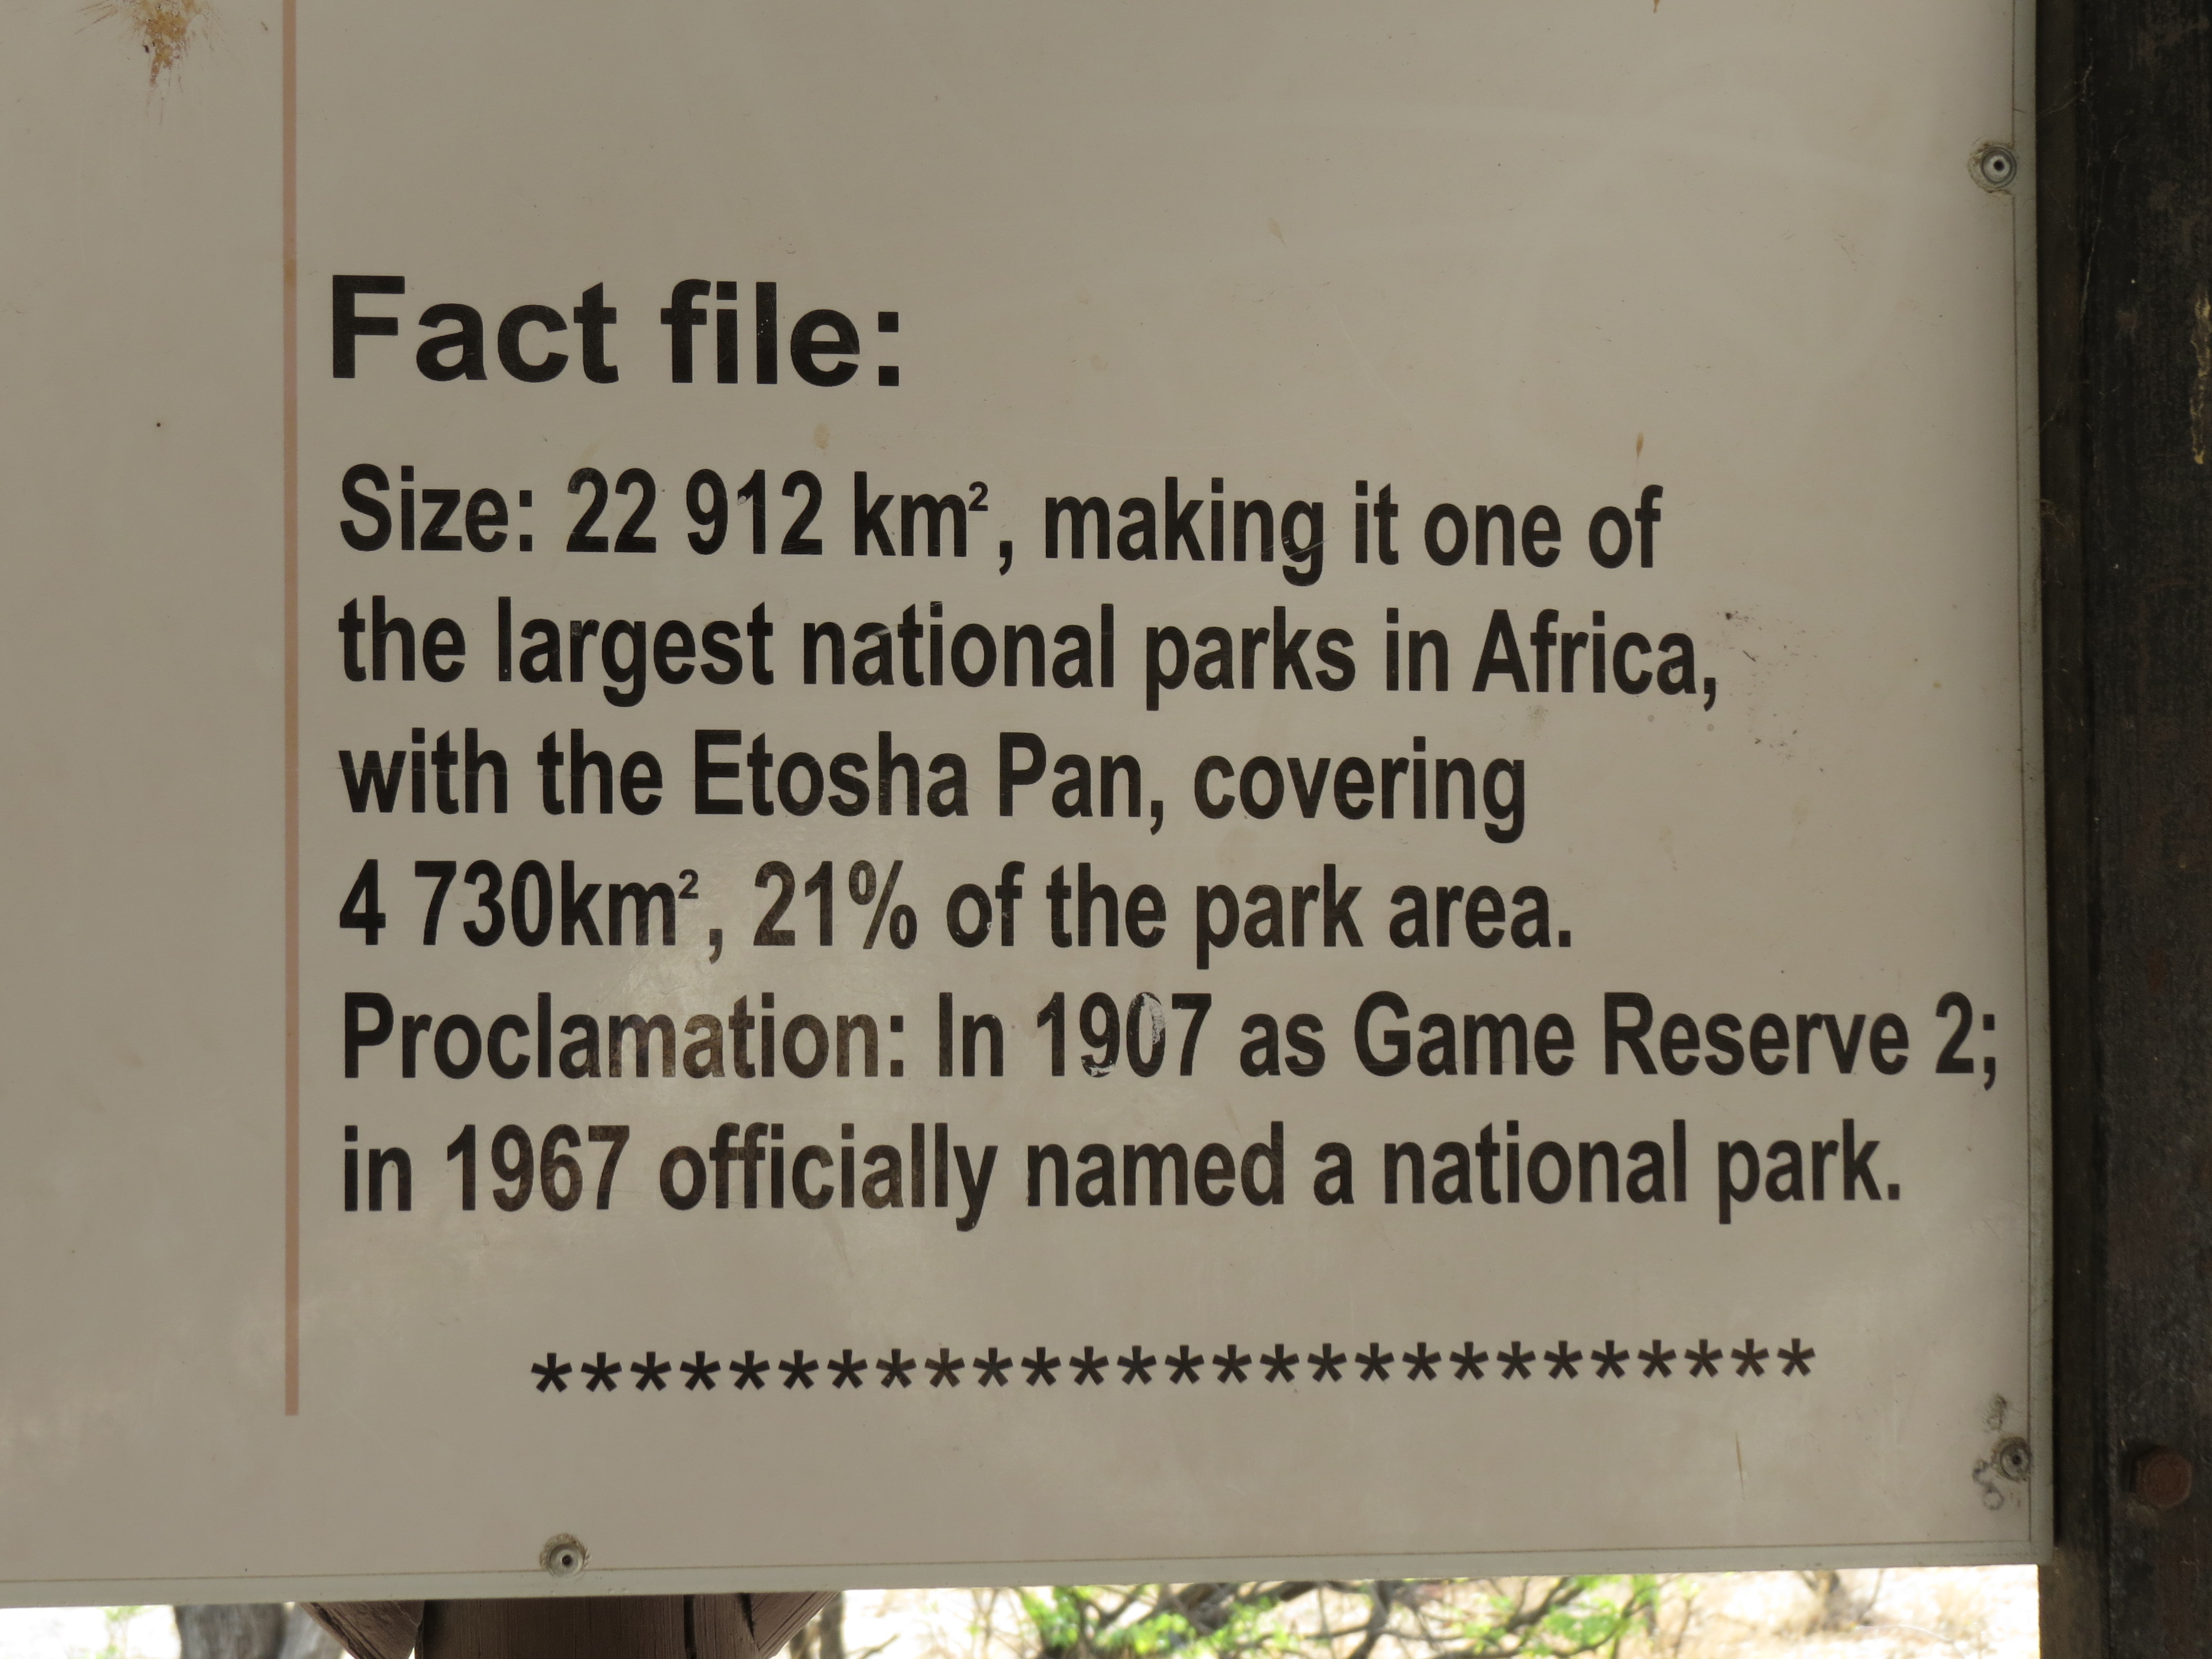 Fact file:
Size: 22 912 km², making it one of
the largest national parks in Africa,
with the Etosha Pan, covering
4 730km², 21% of the park area.
Proclamation: In 1907 as Game Reserve 2;
in 1967 officially named a national park.
**************************